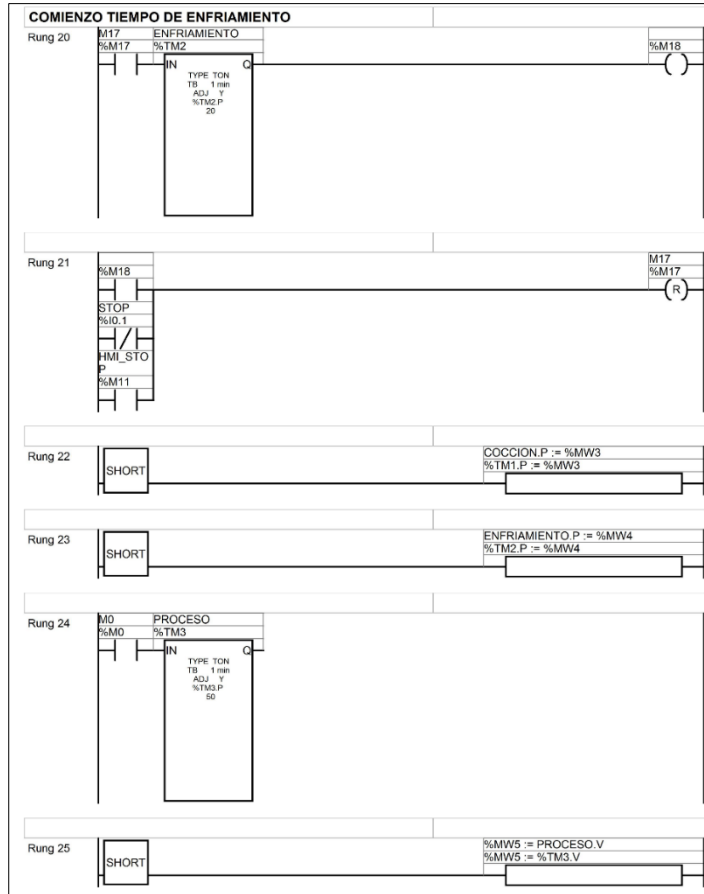 COMIENZO TIEMPO DE ENFRIAMIENTO
Rung 20
M17 ENFRIAMIENTO
%M17 %TM2 %M18
IN Q
TYPE TON
TB 1 min
ADJ Y
%TM2.P
20
Rung 21
M17
%M18 %M17
R
STOP
%I0.1
HMI_STO
P
%M11
Rung 22
COCCION.P := %MW3
%TM1.P := %MW3
SHORT
Rung 23
ENFRIAMIENTO.P := %MW4
%TM2.P := %MW4
SHORT
Rung 24
M0 PROCESO
%M0 %TM3
IN Q
TYPE TON
TB 1 min
ADJ Y
%TM3.P
50
Rung 25
%MW5 := PROCESO.V
%MW5 := %TM3.V
SHORT